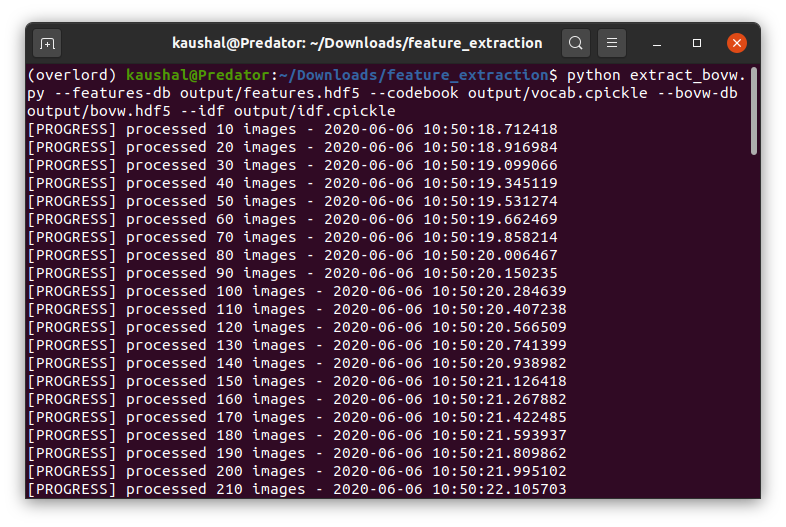 kaushal@Predator: ~/Downloads/feature_extraction
(overlord) kaushal@Predator:~/Downloads/feature_extraction$ python extract_bovw.
py --features-db output/features.hdf5 --codebook output/vocab.cpickle --bovw-db
output/bovw.hdf5 --idf output/idf.cpickle
[PROGRESS] processed 10 images - 2020-06-06 10:50:18.712418
[PROGRESS] processed 20 images - 2020-06-06 10:50:18.916984
[PROGRESS] processed 30 images - 2020-06-06 10:50:19.099066
[PROGRESS] processed 40 images - 2020-06-06 10:50:19.345119
[PROGRESS] processed 50 images - 2020-06-06 10:50:19.531274
[PROGRESS] processed 60 images - 2020-06-06 10:50:19.662469
[PROGRESS] processed 70 images - 2020-06-06 10:50:19.858214
[PROGRESS] processed 80 images - 2020-06-06 10:50:20.006467
[PROGRESS] processed 90 images - 2020-06-06 10:50:20.150235
[PROGRESS] processed 100 images - 2020-06-06 10:50:20.284639
[PROGRESS] processed 110 images - 2020-06-06 10:50:20.407238
[PROGRESS] processed 120 images - 2020-06-06 10:50:20.566509
[PROGRESS] processed 130 images - 2020-06-06 10:50:20.741399
[PROGRESS] processed 140 images - 2020-06-06 10:50:20.938982
[PROGRESS] processed 150 images - 2020-06-06 10:50:21.126418
[PROGRESS] processed 160 images - 2020-06-06 10:50:21.267882
[PROGRESS] processed 170 images - 2020-06-06 10:50:21.422485
[PROGRESS] processed 180 images - 2020-06-06 10:50:21.593937
[PROGRESS] processed 190 images - 2020-06-06 10:50:21.809862
[PROGRESS] processed 200 images - 2020-06-06 10:50:21.995102
[PROGRESS] processed 210 images - 2020-06-06 10:50:22.105703